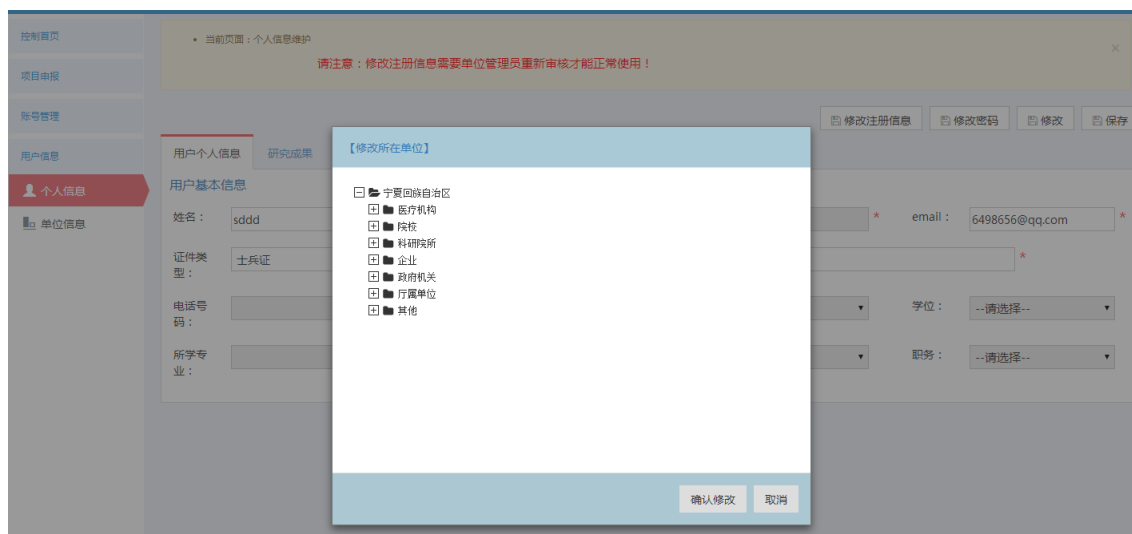 控制首页
项目申报
账号管理
用户信息
个人信息
单位信息
当前页面：个人信息维护
×
请注意：修改注册信息需要单位管理员重新审核才能正常使用！
修改注册信息
修改密码
修改
保存
用户个人信息
研究成果
用户基本信息
姓名：
sddd
*
email：
6498656@qq.com
*
证件类型：
士兵证
*
电话号码：
学位：
--请选择--
所学专业：
职务：
--请选择--
【修改所在单位】
宁夏回族自治区
医疗机构
院校
科研院所
企业
政府机关
厅属单位
其他
确认修改
取消